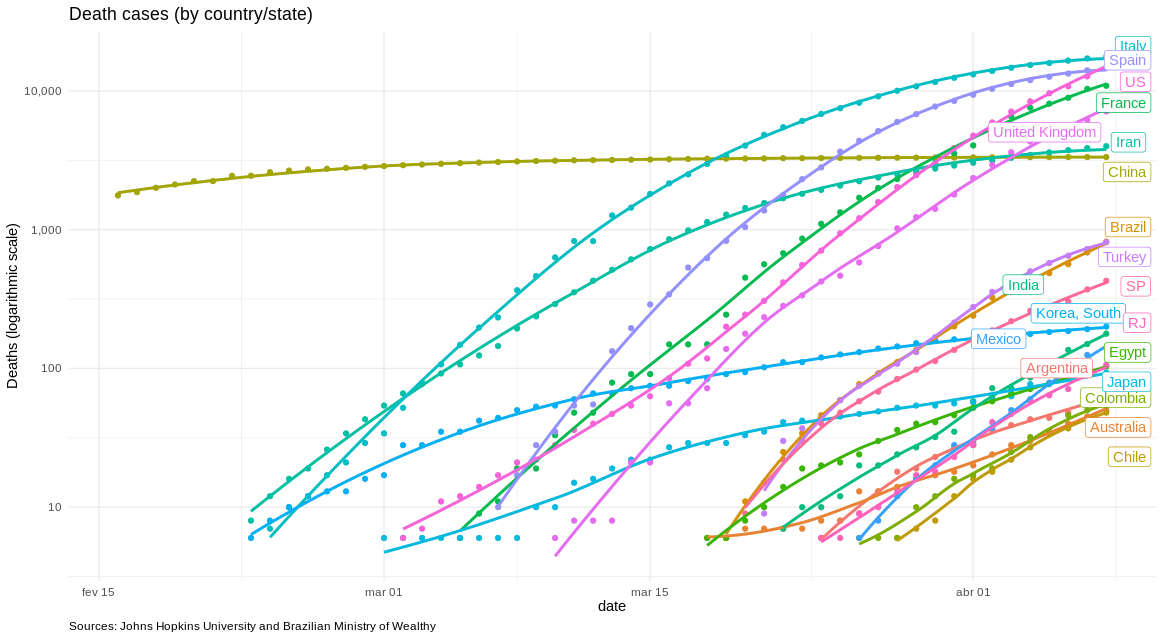 Death cases (by country/state)
Deaths (logarithmic scale)
10,000
1,000
100
10
Italy
Spain
US
France
United Kingdom
Iran
China
Brazil
Turkey
India
SP
Korea, South
RJ
Mexico
Egypt
Argentina
Japan
Colombia
Australia
Chile
fev 15
mar 01
mar 15
abr 01
date
Sources: Johns Hopkins University and Brazilian Ministry of Wealthy